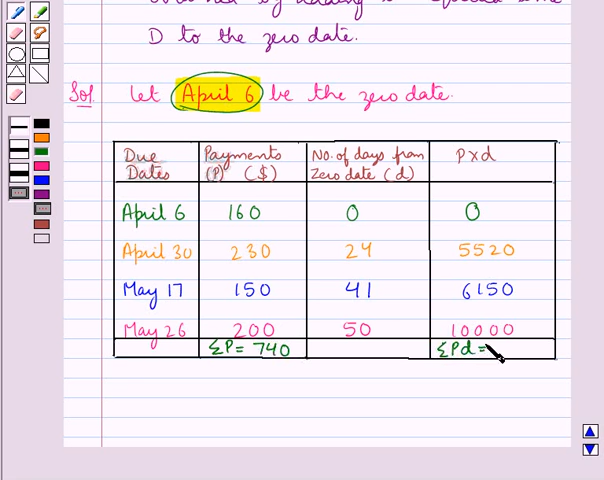 D to the zero date.
Sol. Let April 6 be the zero date.
Due Dates Payments (P) ($) No. of days from Zero date (d) P×d
April 6 160 0 0
April 30 230 24 5520
May 17 150 41 6150
May 26 200 50 10000
ΣP = 740 ΣPd =